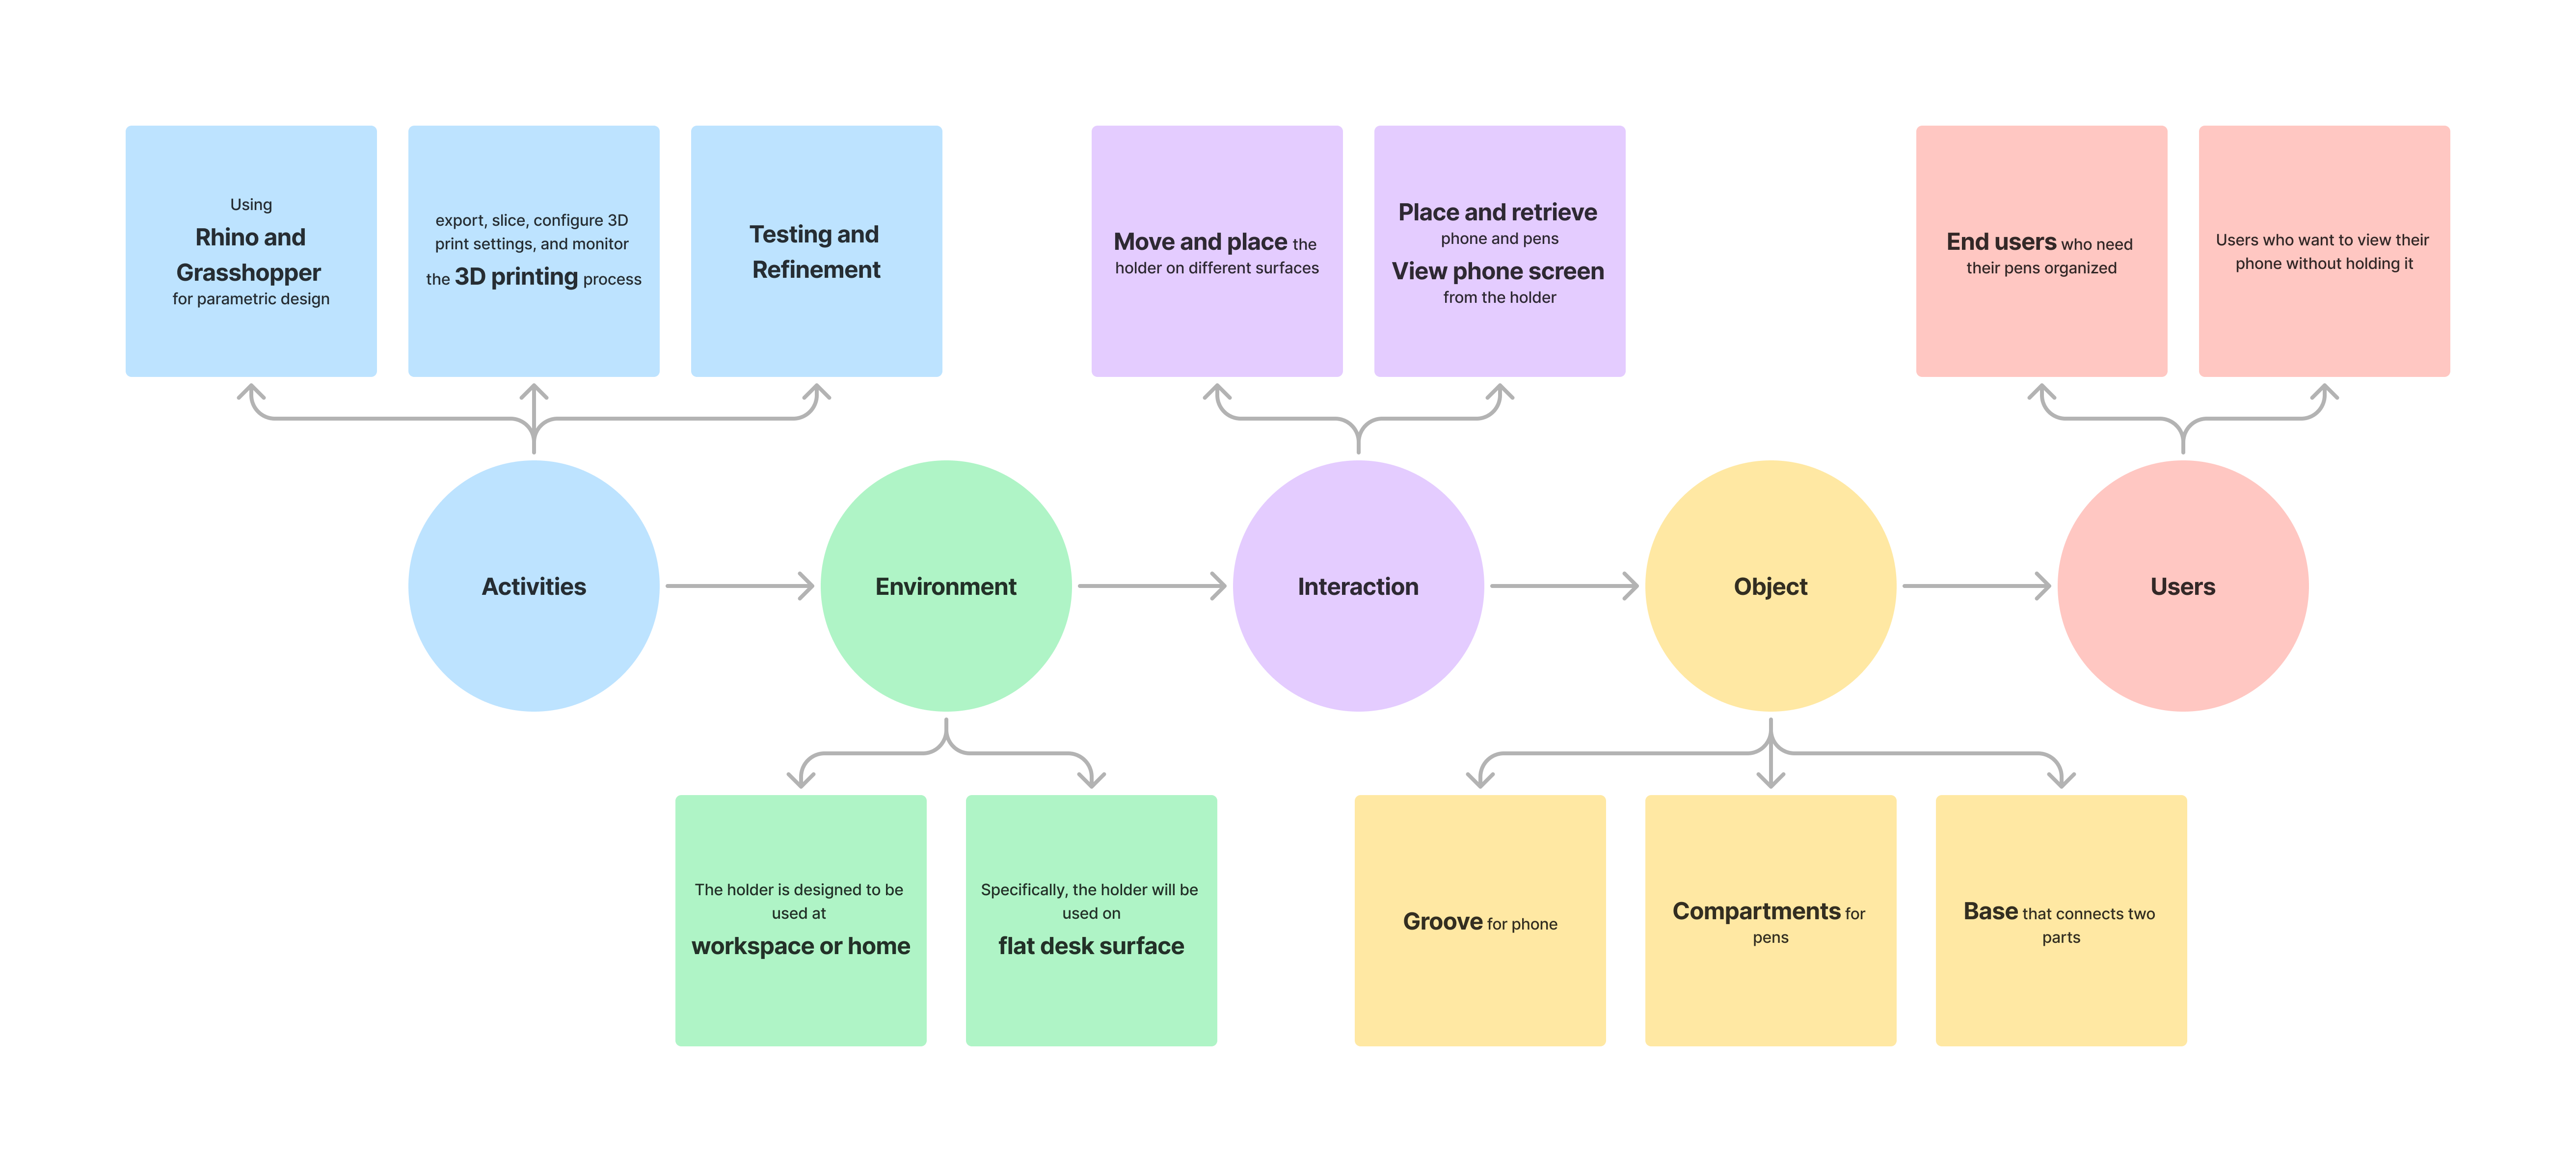 Using
Rhino and
Grasshopper
for parametric design
export, slice, configure 3D
print settings, and monitor
the 3D printing process
Testing and
Refinement
Move and place the
holder on different surfaces
Place and retrieve
phone and pens
View phone screen
from the holder
End users who need
their pens organized
Users who want to view their
phone without holding it
Activities
Environment
Interaction
Object
Users
The holder is designed to be
used at
workspace or home
Specifically, the holder will be
used on
flat desk surface
Groove for phone
Compartments for
pens
Base that connects two
parts